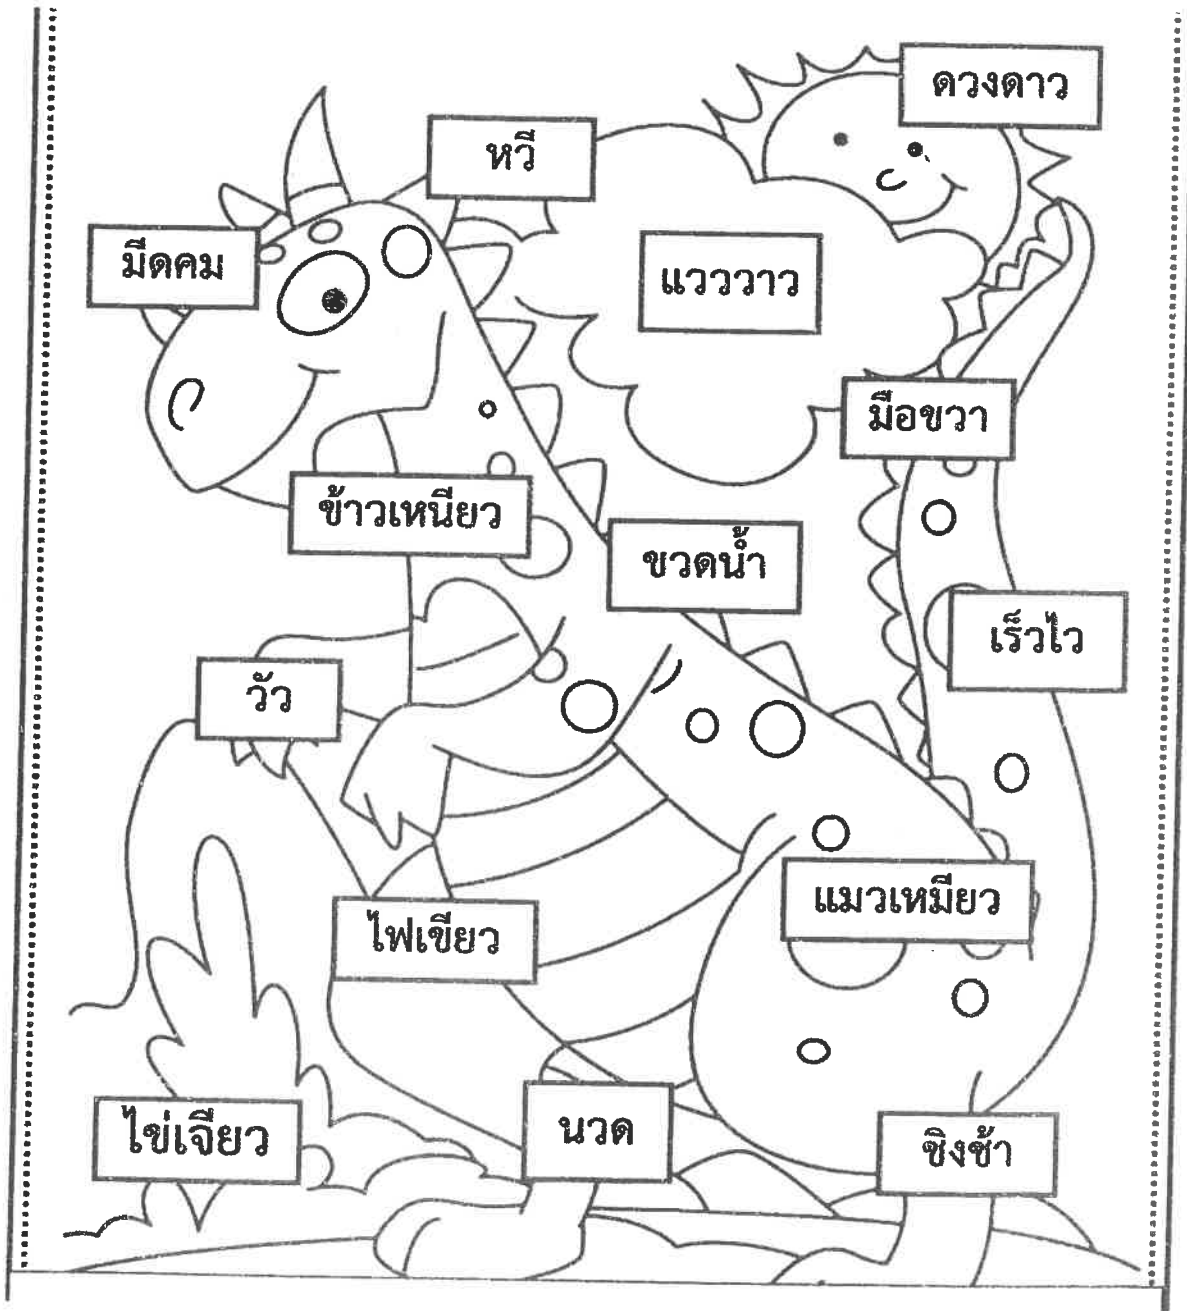 ดวงดาว
หวี
มีดคม
แวววาว
มือขวา
ข้าวเหนียว
ขวดน้ำ
เร็วไว
วัว
แมวเหมียว
ไฟเขียว
ไข่เจียว
นวด
ชิงช้า